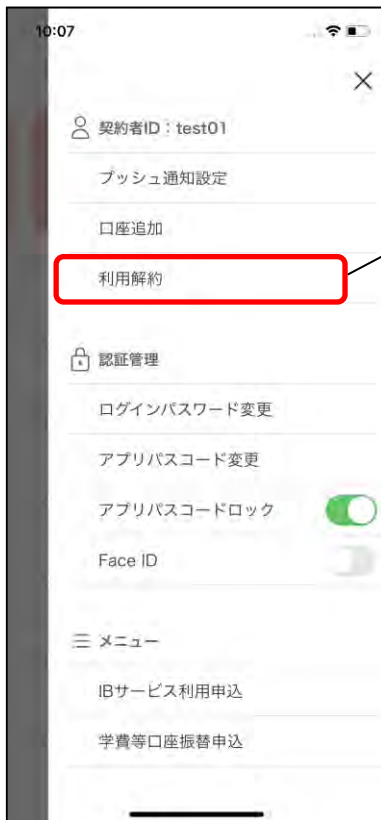 10:07
契約者ID：test01
プッシュ通知設定
口座追加
利用解約
認証管理
ログインパスワード変更
アプリパスコード変更
アプリパスコードロック
Face ID
メニュー
IBサービス利用申込
学費等口座振替申込